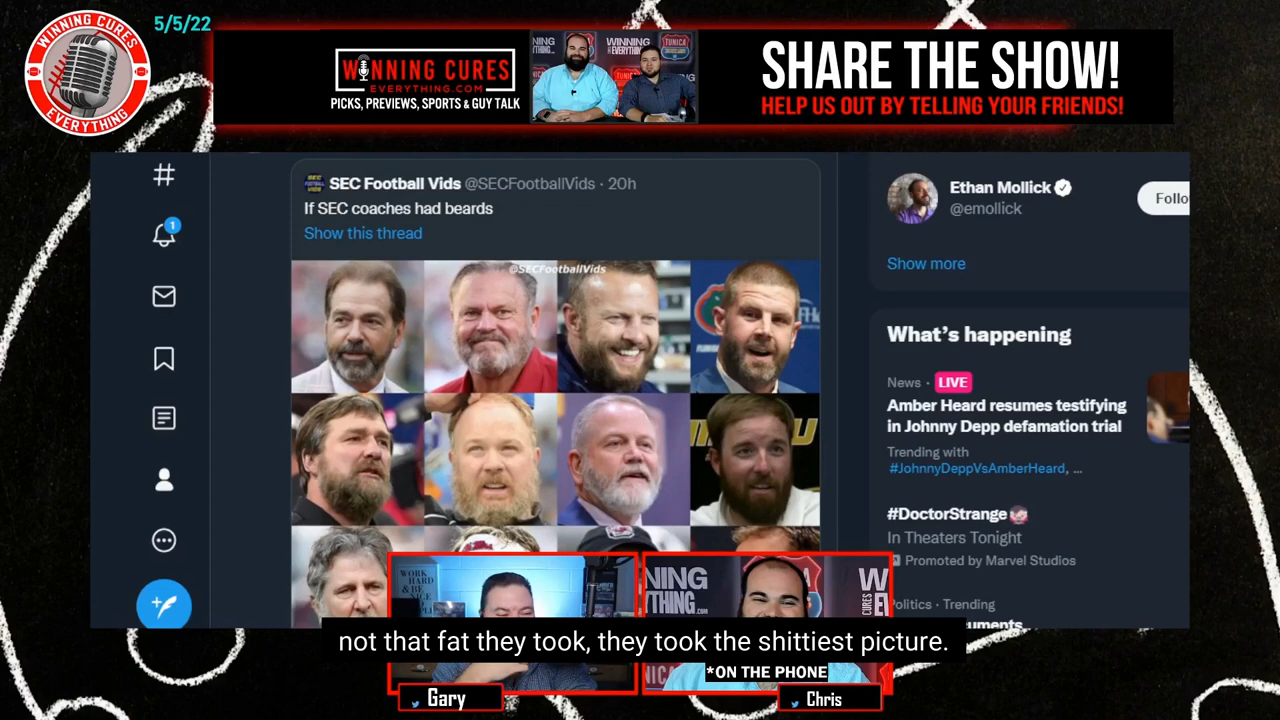 WINNING CURES
EVERYTHING
5/5/22
WINNING CURES
EVERYTHING.COM
PICKS, PREVIEWS, SPORTS & GUY TALK
SHARE THE SHOW!
HELP US OUT BY TELLING YOUR FRIENDS!
SEC Football Vids @SECFootballVids · 20h
If SEC coaches had beards
Show this thread
@SECFootballVids
Ethan Mollick
@emollick
Follo
Show more
What's happening
News · LIVE
Amber Heard resumes testifying
in Johnny Depp defamation trial
Trending with
#JohnnyDeppVsAmberHeard, ...
#DoctorStrange
In Theaters Tonight
Promoted by Marvel Studios
Politics · Trending
not that fat they took, they took the shittiest picture.
*ON THE PHONE
Gary
Chris